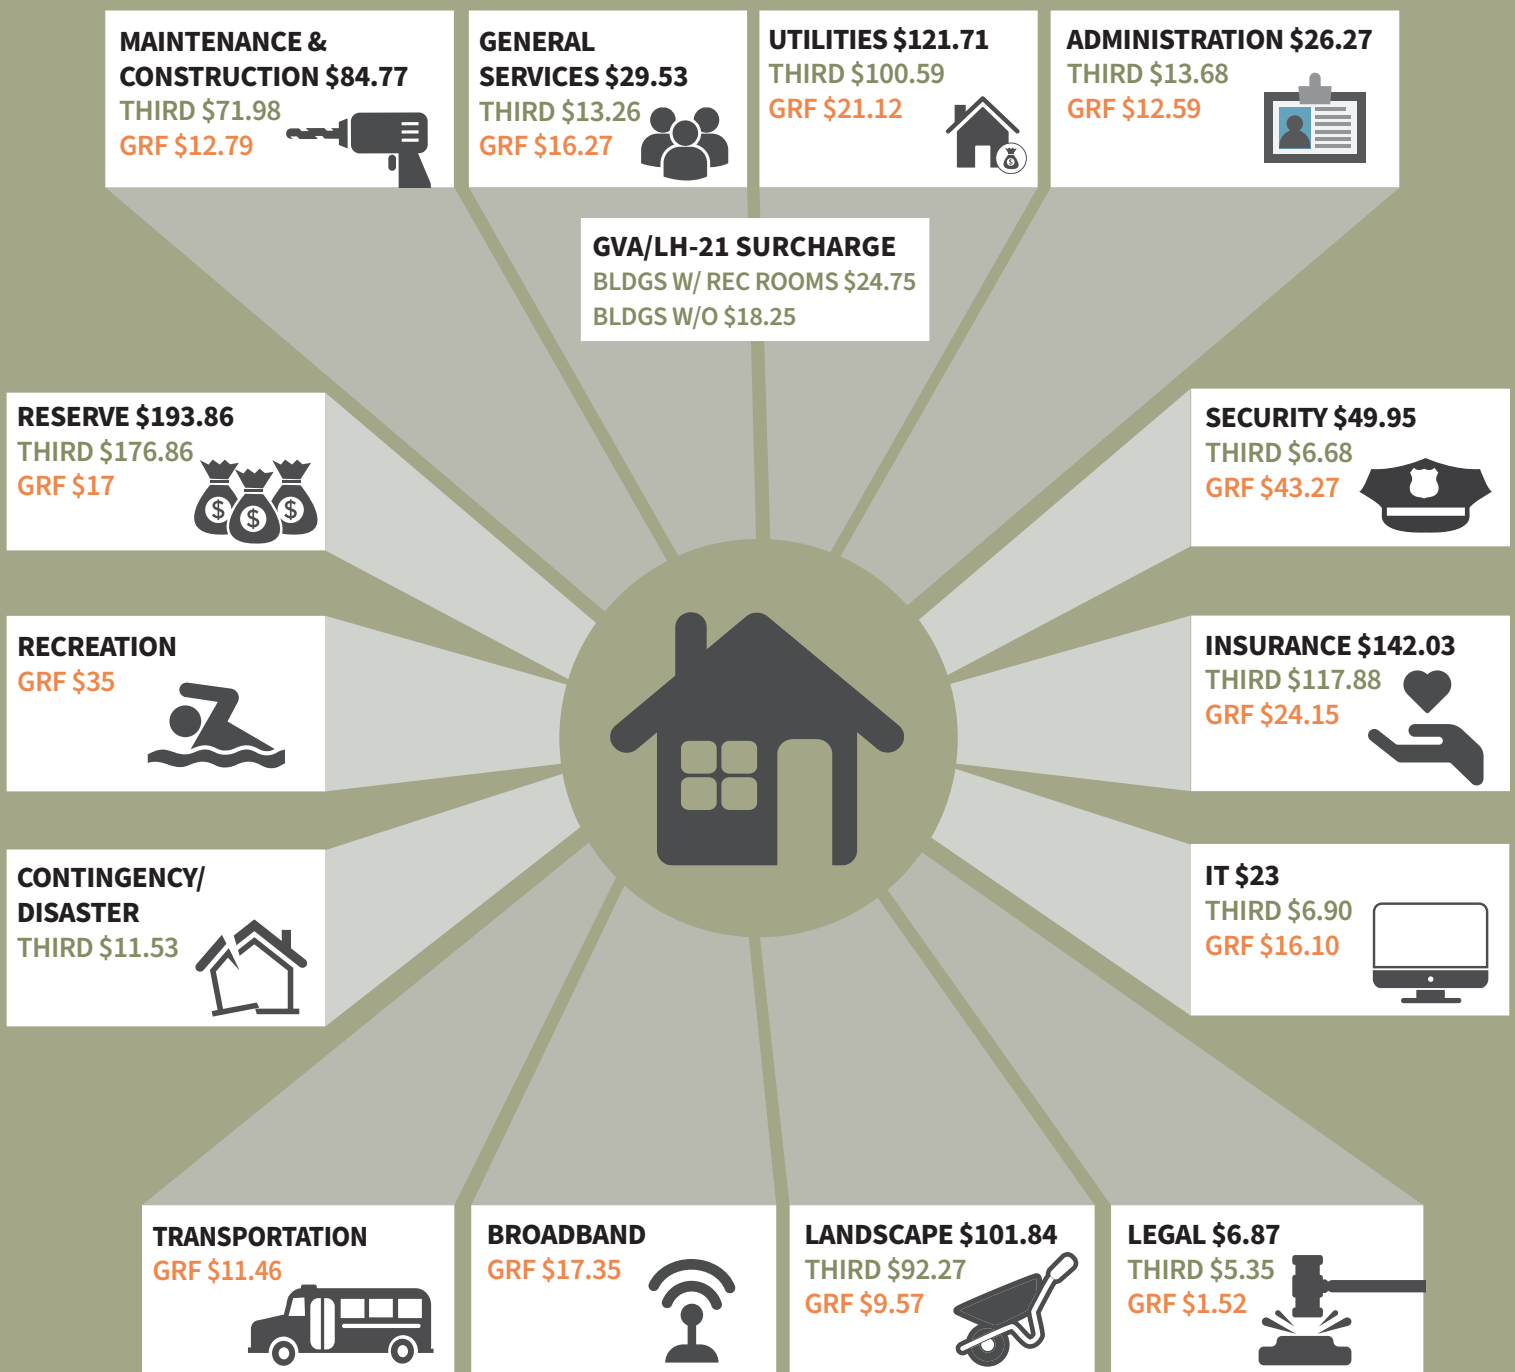 MAINTENANCE &
CONSTRUCTION $84.77
THIRD $71.98
GRF $12.79
GENERAL
SERVICES $29.53
THIRD $13.26
GRF $16.27
UTILITIES $121.71
THIRD $100.59
GRF $21.12
$
ADMINISTRATION $26.27
THIRD $13.68
GRF $12.59
GVA/LH-21 SURCHARGE
BLDGS W/ REC ROOMS $24.75
BLDGS W/O $18.25
RESERVE $193.86
THIRD $176.86
GRF $17
$ $ $
SECURITY $49.95
THIRD $6.68
GRF $43.27
RECREATION
GRF $35
INSURANCE $142.03
THIRD $117.88
GRF $24.15
CONTINGENCY/
DISASTER
THIRD $11.53
IT $23
THIRD $6.90
GRF $16.10
TRANSPORTATION
GRF $11.46
BROADBAND
GRF $17.35
LANDSCAPE $101.84
THIRD $92.27
GRF $9.57
LEGAL $6.87
THIRD $5.35
GRF $1.52